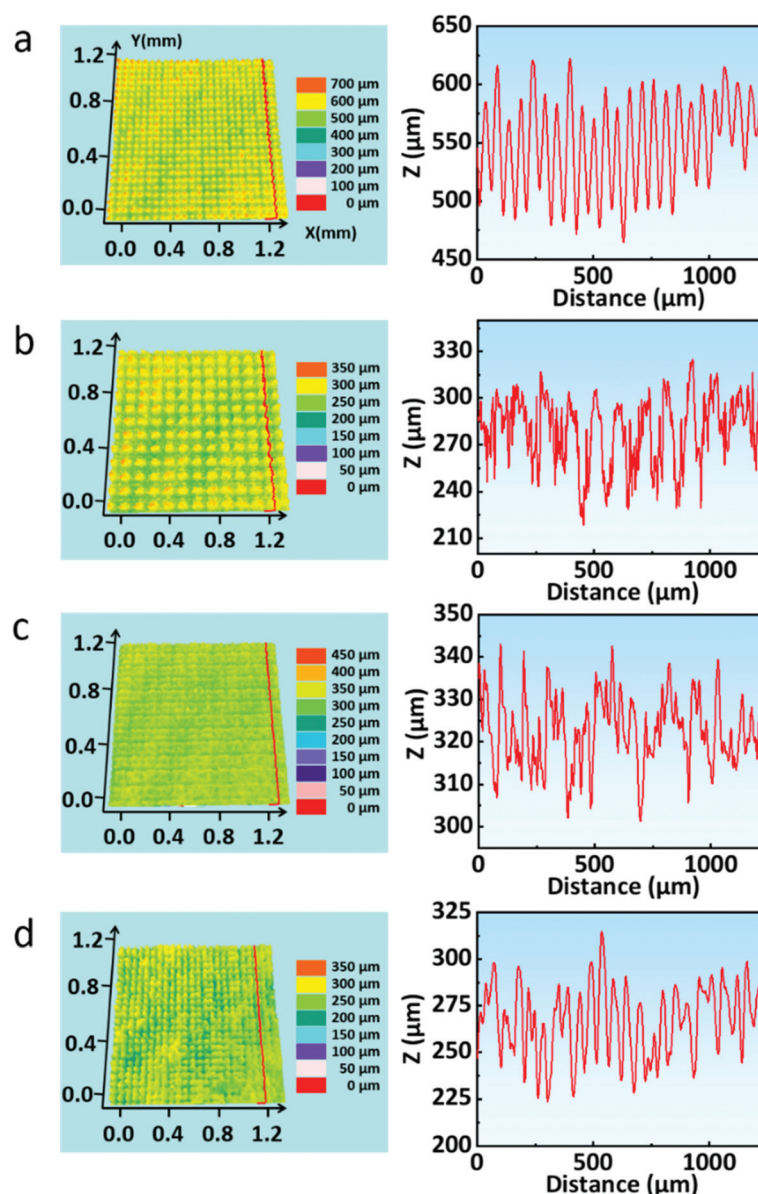 a
Y(mm)
1.2
0.8
0.4
0.0
0.0 0.4 0.8 1.2
X(mm)
700 µm
600 µm
500 µm
400 µm
300 µm
200 µm
100 µm
0 µm
650
600
550
500
450
Z (µm)
0 500 1000
Distance (µm)
b
1.2
0.8
0.4
0.0
0.0 0.4 0.8 1.2
350 µm
300 µm
250 µm
200 µm
150 µm
100 µm
50 µm
0 µm
330
300
270
240
210
Z (µm)
0 500 1000
Distance (µm)
c
1.2
0.8
0.4
0.0
0.0 0.4 0.8 1.2
450 µm
400 µm
350 µm
300 µm
250 µm
200 µm
150 µm
100 µm
50 µm
0 µm
350
340
330
320
310
300
Z (µm)
0 500 1000
Distance (µm)
d
1.2
0.8
0.4
0.0
0.0 0.4 0.8 1.2
350 µm
300 µm
250 µm
200 µm
150 µm
100 µm
50 µm
0 µm
325
300
275
250
225
200
Z (µm)
0 500 1000
Distance (µm)